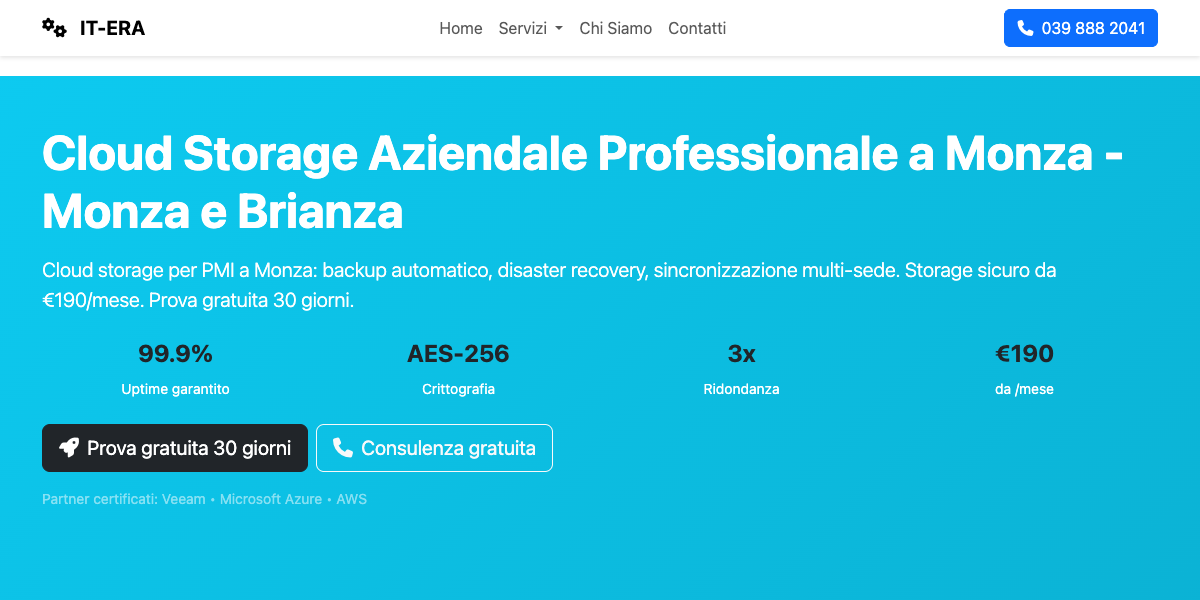 IT-ERA
Home Servizi Chi Siamo Contatti
039 888 2041
Cloud Storage Aziendale Professionale a Monza -
Monza e Brianza
Cloud storage per PMI a Monza: backup automatico, disaster recovery, sincronizzazione multi-sede. Storage sicuro da
€190/mese. Prova gratuita 30 giorni.
99.9% AES-256 3x €190
Uptime garantito Crittografia Ridondanza da /mese
Prova gratuita 30 giorni Consulenza gratuita
Partner certificati: Veeam • Microsoft Azure • AWS